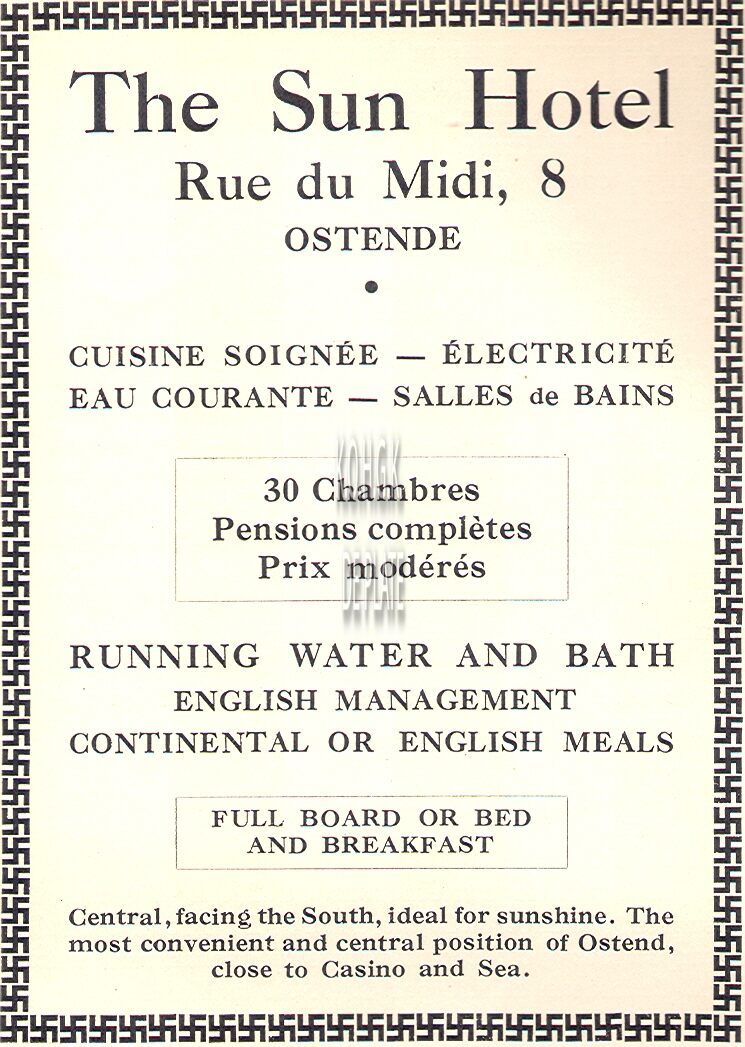 The Sun Hotel
Rue du Midi, 8
OSTENDE
CUISINE SOIGNÉE — ÉLECTRICITÉ
EAU COURANTE — SALLES de BAINS
30 Chambres
Pensions complètes
Prix modérés
KOHGK
DEPLATE
RUNNING WATER AND BATH
ENGLISH MANAGEMENT
CONTINENTAL OR ENGLISH MEALS
FULL BOARD OR BED
AND BREAKFAST
Central, facing the South, ideal for sunshine. The
most convenient and central position of Ostend,
close to Casino and Sea.